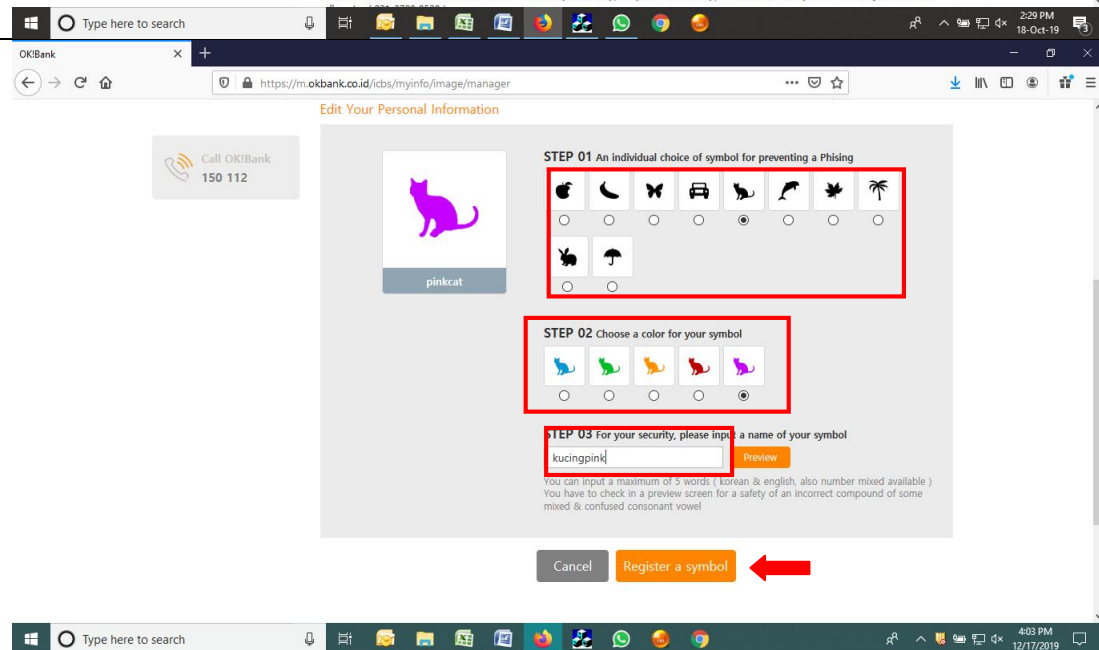 Type here to search
2:29 PM
18-Oct-19
3
OK!Bank
https://m.okbank.co.id/icbs/myinfo/image/manager
Edit Your Personal Information
Call OK!Bank
150 112
pinkcat
STEP 01 An individual choice of symbol for preventing a Phising
STEP 02 Choose a color for your symbol
STEP 03 For your security, please input a name of your symbol
kucingpink
Preview
You can input a maximum of 5 words ( korean & english, also number mixed available )
You have to check in a preview screen for a safety of an incorrect compound of some
mixed & confused consonant vowel
Cancel
Register a symbol
Type here to search
4:03 PM
12/17/2019